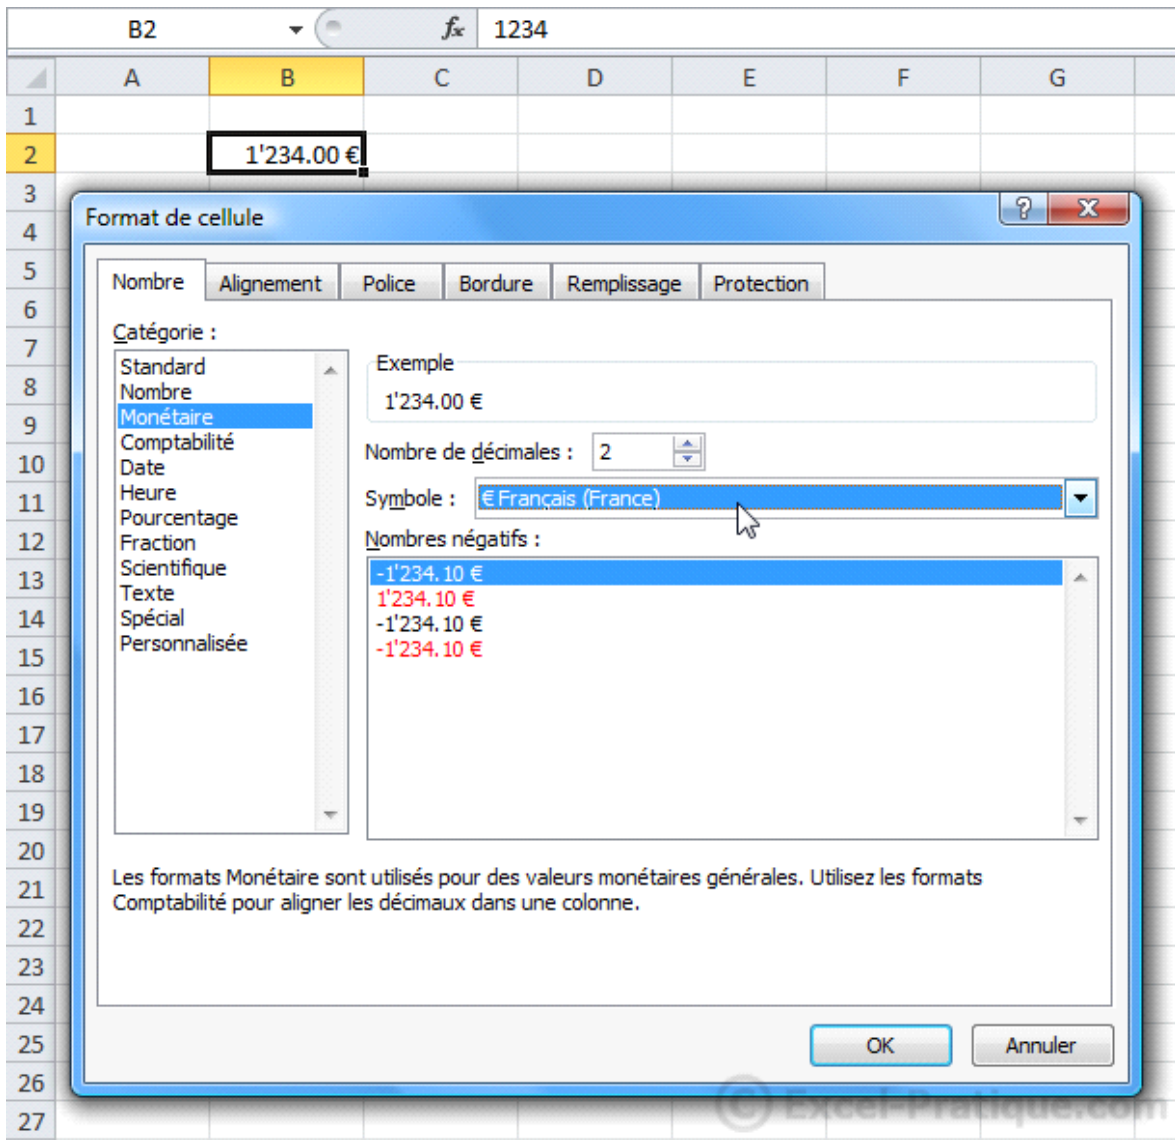 B2 fx 1234
A B C D E F G
1
2 1'234.00 €
3
4
5
6
7
8
9
10
11
12
13
14
15
16
17
18
19
20
21
22
23
24
25
26
27
Format de cellule
Nombre Alignement Police Bordure Remplissage Protection
Catégorie :
Standard
Nombre
Monétaire
Comptabilité
Date
Heure
Pourcentage
Fraction
Scientifique
Texte
Spécial
Personnalisée
Exemple
1'234.00 €
Nombre de décimales : 2
Symbole : € Français (France)
Nombres négatifs :
-1'234.10 €
1'234.10 €
-1'234.10 €
-1'234.10 €
Les formats Monétaire sont utilisés pour des valeurs monétaires générales. Utilisez les formats
Comptabilité pour aligner les décimaux dans une colonne.
OK Annuler
© Excel-Pratique.com